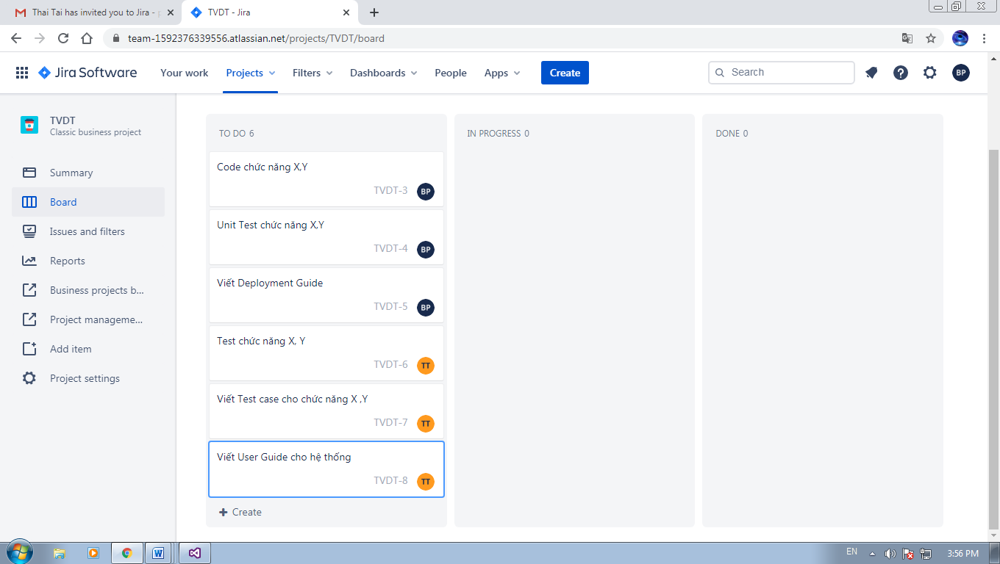 Thai Tai has invited you to Jira - p
TVDT - Jira
team-1592376339556.atlassian.net/projects/TVDT/board
Jira Software
Your work
Projects
Filters
Dashboards
People
Apps
Create
Search
BP
TVDT
Classic business project
Summary
Board
Issues and filters
Reports
Business projects b...
Project manageme...
Add item
Project settings
TO DO 6
Code chức năng X,Y
TVDT-3 BP
Unit Test chức năng X,Y
TVDT-4 BP
Viết Deployment Guide
TVDT-5 BP
Test chức năng X, Y
TVDT-6 TT
Viết Test case cho chức năng X ,Y
TVDT-7 TT
Viết User Guide cho hệ thống
TVDT-8 TT
Create
IN PROGRESS 0
DONE 0
EN
3:56 PM